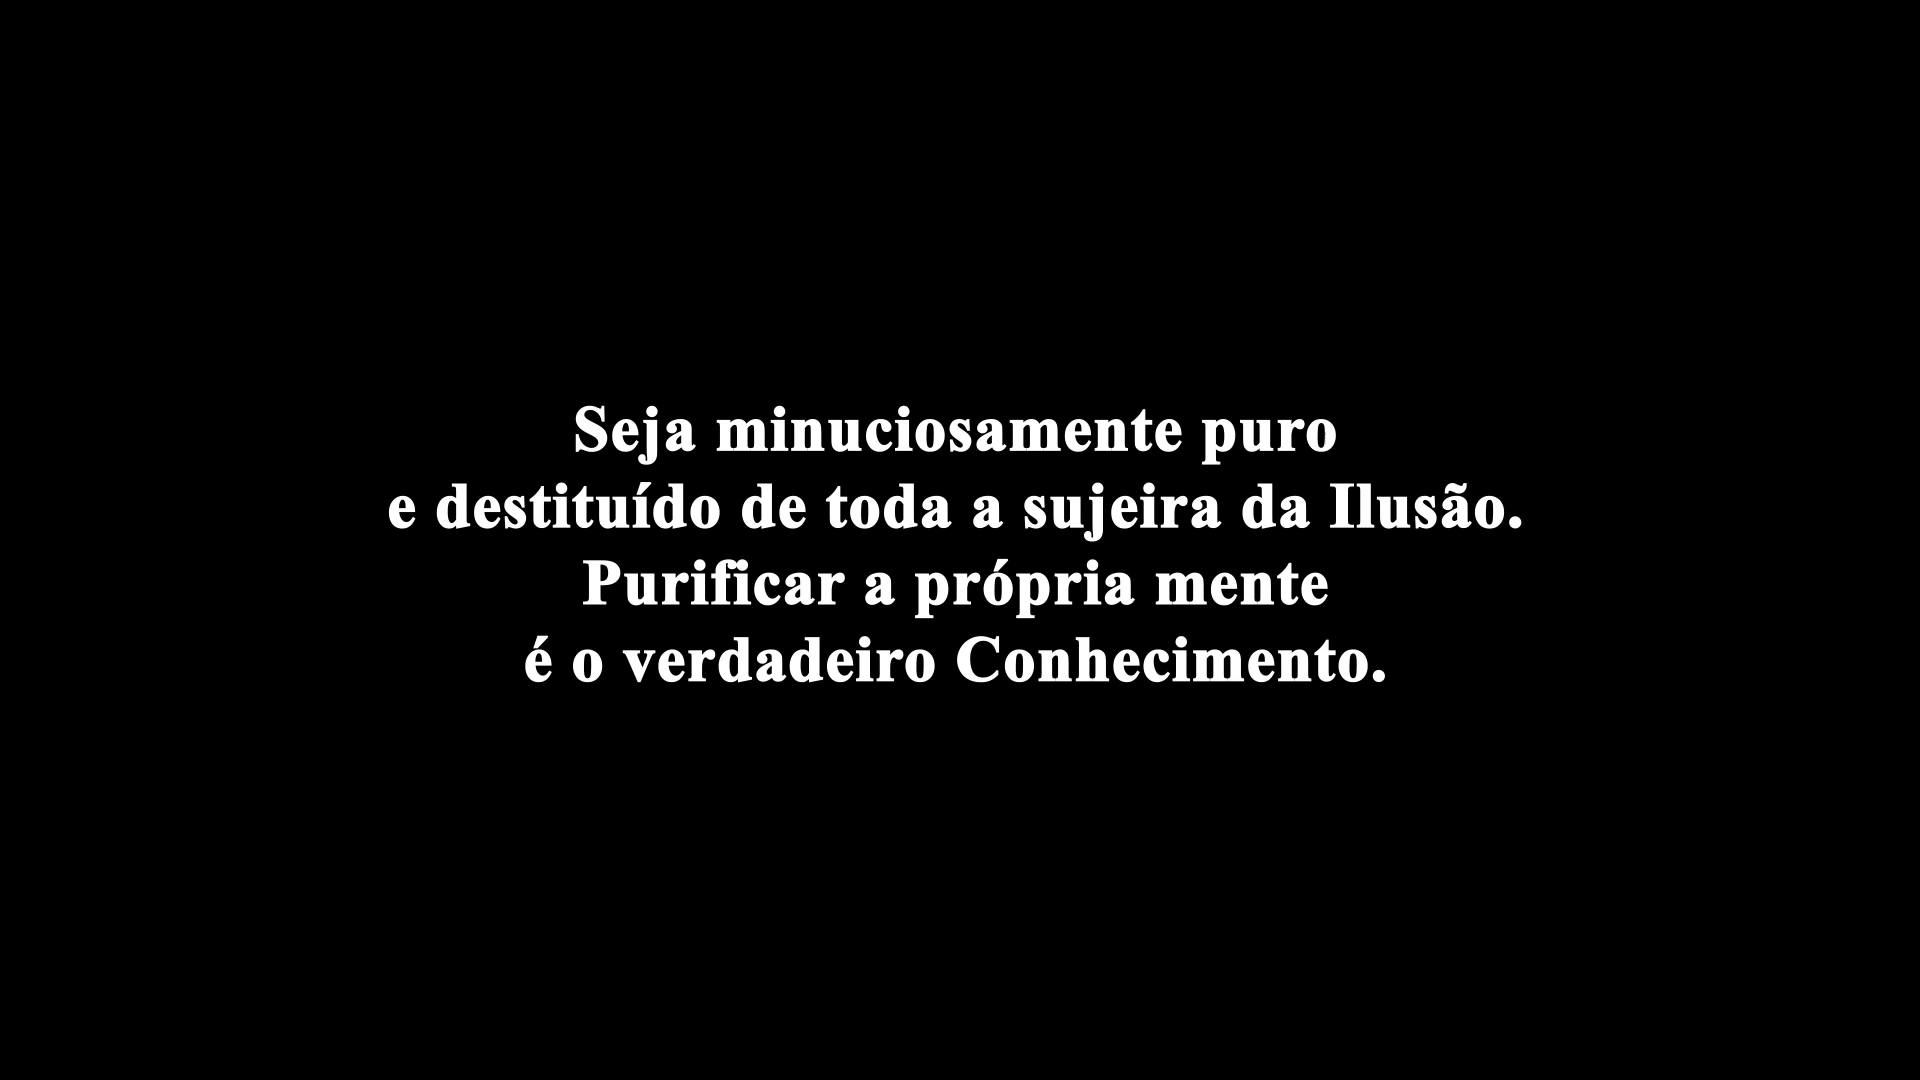 Seja minuciosamente puro
e destituído de toda a sujeira da Ilusão.
Purificar a própria mente
é o verdadeiro Conhecimento.